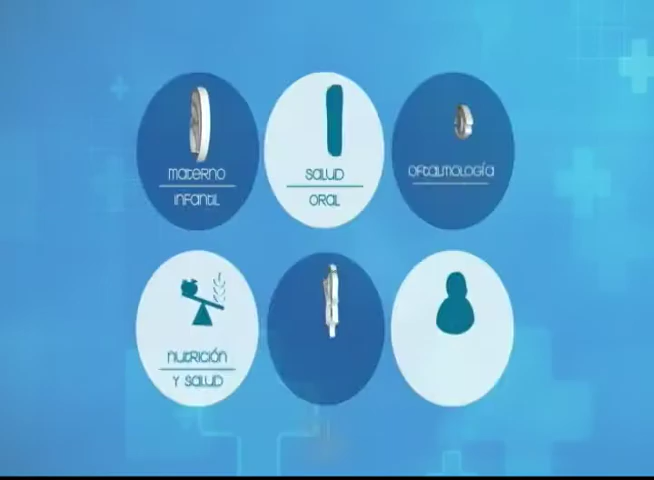 MATERNO
INFANTIL
SALUD
ORAL
OFTALMOLOGÍA
NUTRICIÓN
Y SALUD